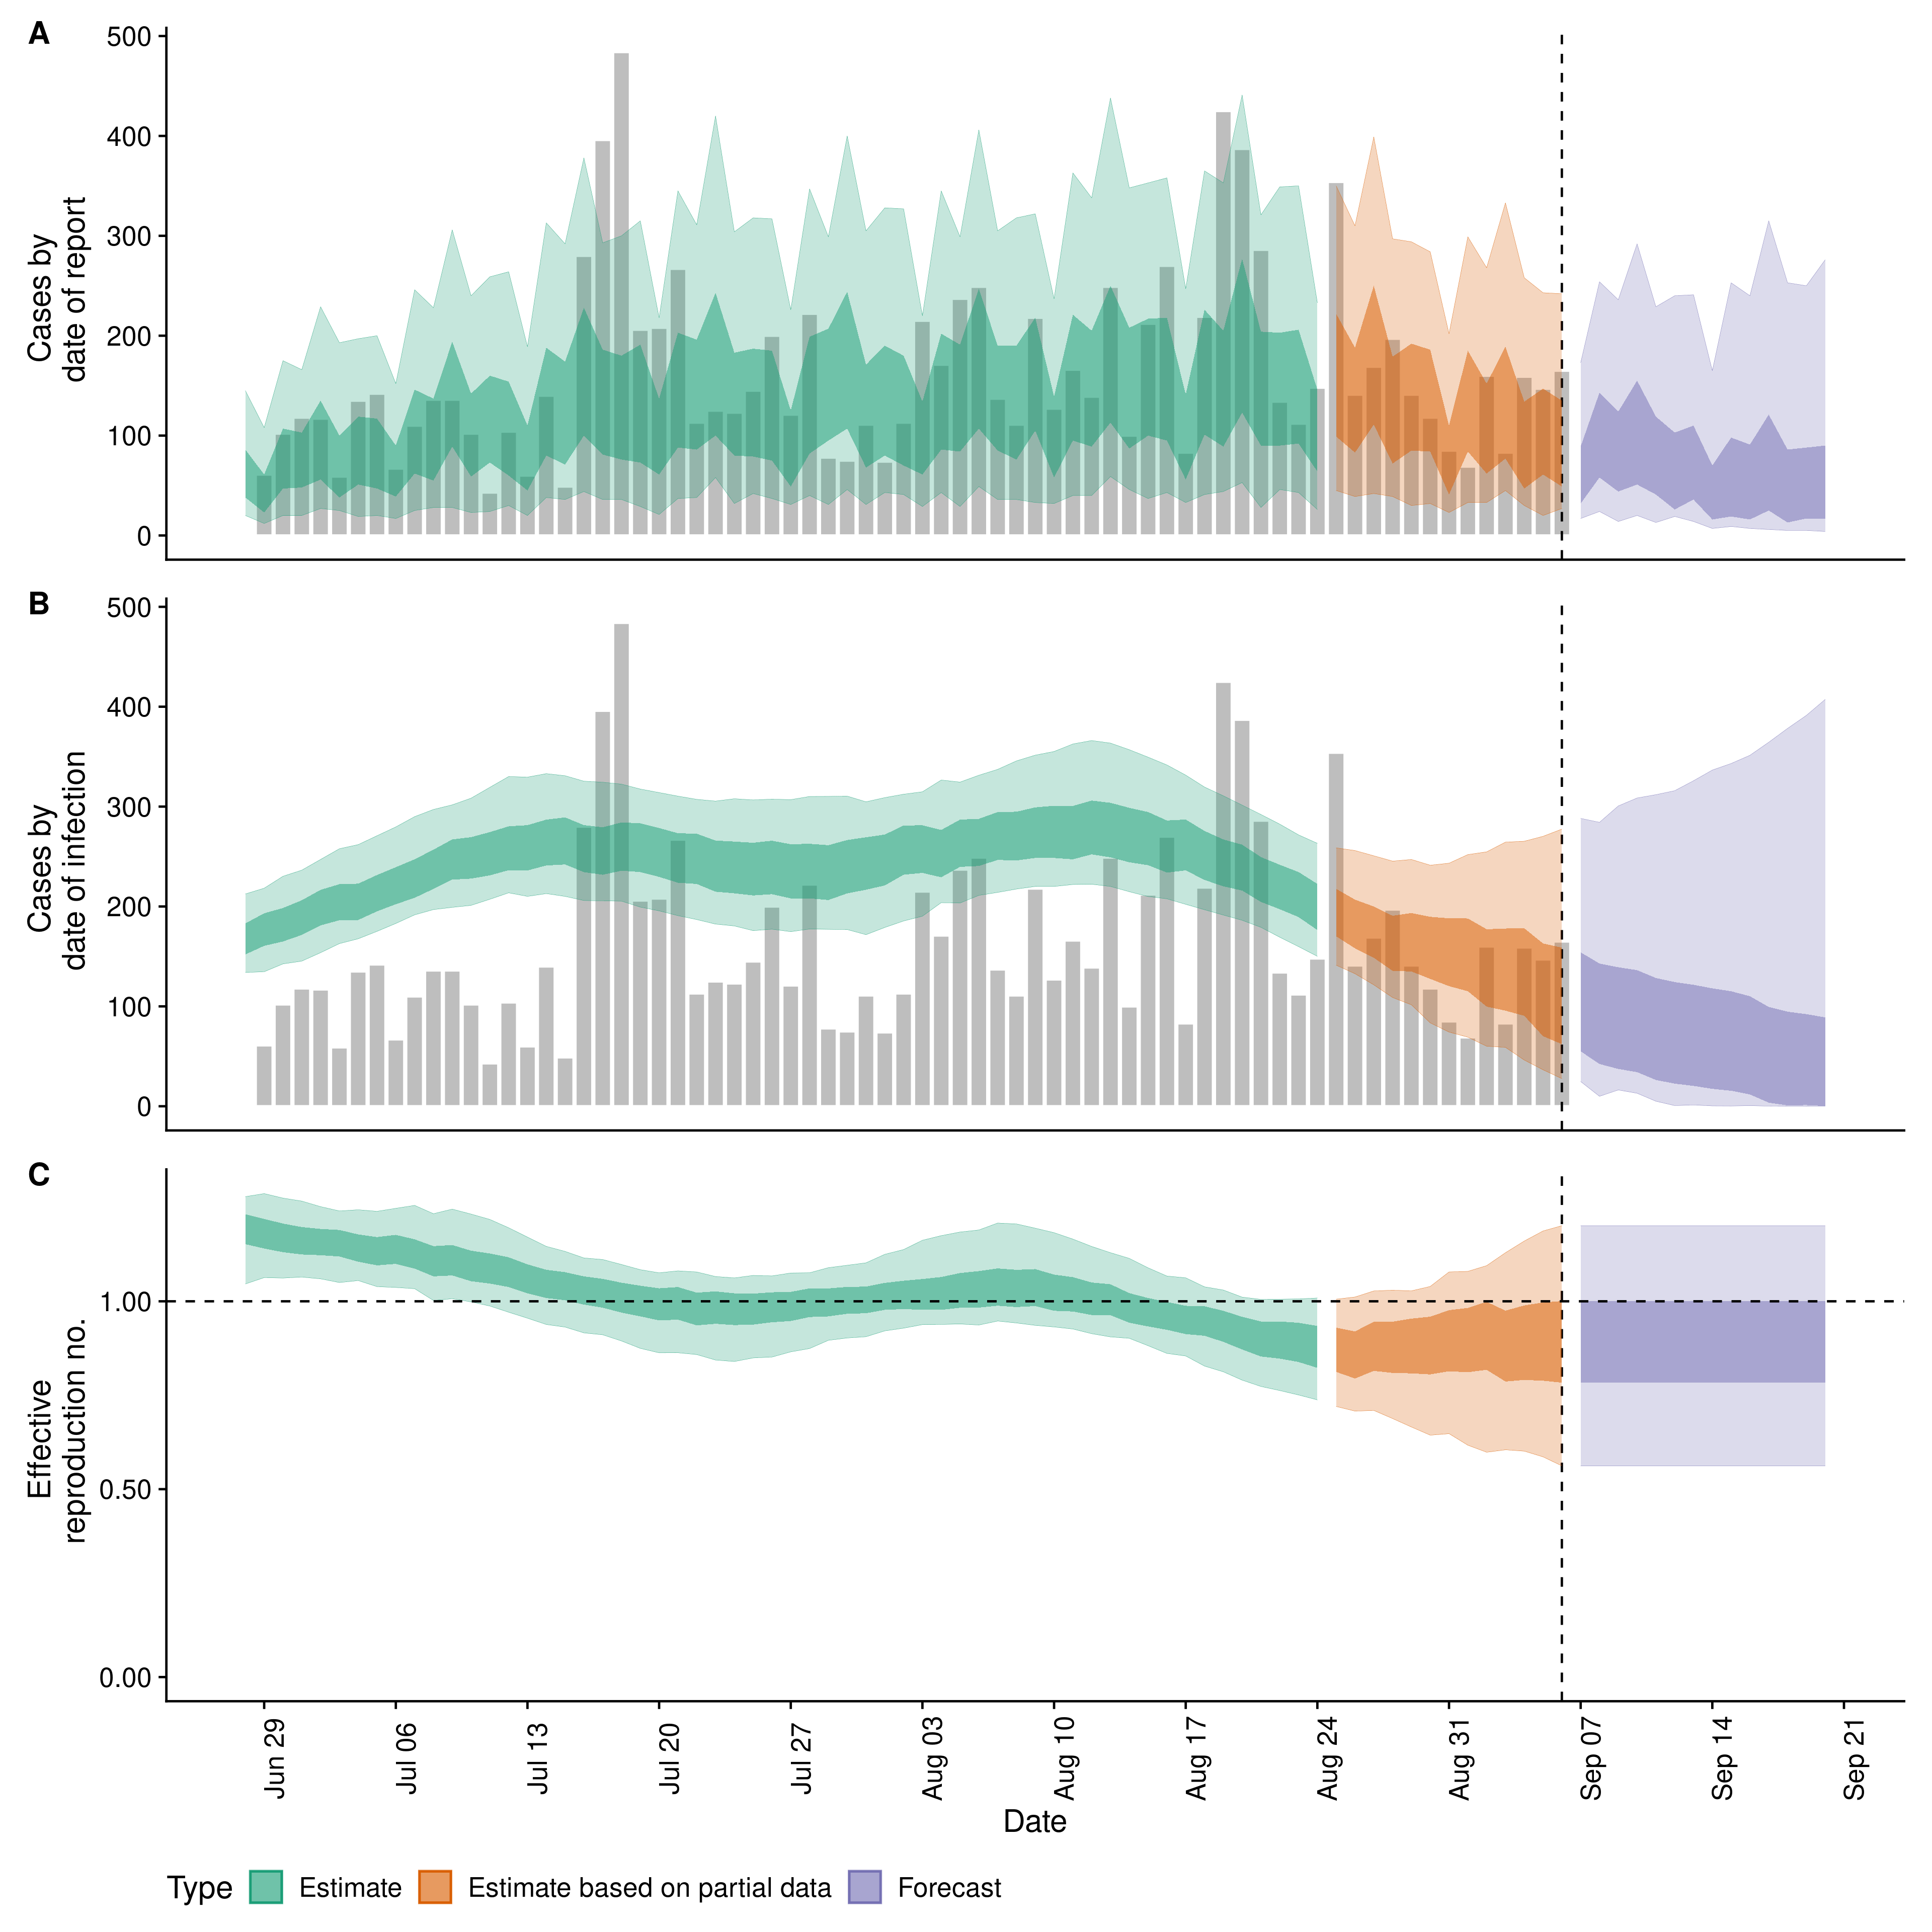 A
500
400
300
200
100
0
Cases by
date of report
B
500
400
300
200
100
0
Cases by
date of infection
C
1.00
0.50
0.00
Effective
reproduction no.
Jun 29
Jul 06
Jul 13
Jul 20
Jul 27
Aug 03
Aug 10
Aug 17
Aug 24
Aug 31
Sep 07
Sep 14
Sep 21
Date
Type Estimate Estimate based on partial data Forecast